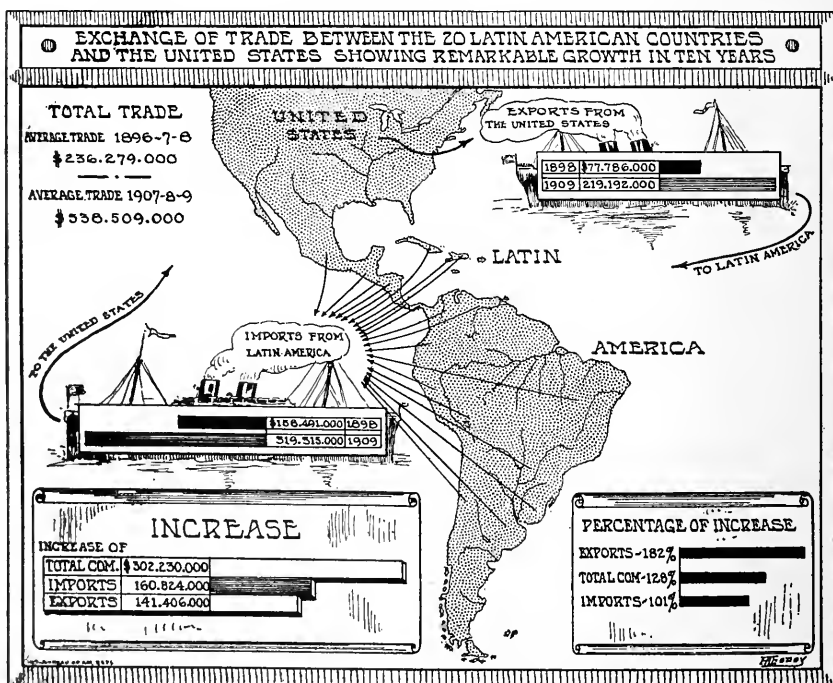 EXCHANGE OF TRADE BETWEEN THE 20 LATIN AMERICAN COUNTRIES
AND THE UNITED STATES SHOWING REMARKABLE GROWTH IN TEN YEARS
TOTAL TRADE
AVERAGE TRADE 1896-7-8
$236.279.000
AVERAGE TRADE 1907-8-9
$538.509.000
UNITED
STATES
EXPORTS FROM
THE UNITED STATES
1898 $77.786.000
1909 219.192.000
TO LATIN AMERICA
LATIN
AMERICA
TO THE UNITED STATES
IMPORTS FROM
LATIN-AMERICA
$158.491.000 1898
319.315.000 1909
INCREASE
INCREASE OF
TOTAL COM. $302.230.000
IMPORTS 160.824.000
EXPORTS 141.406.000
PERCENTAGE OF INCREASE
EXPORTS-182%
TOTAL COM-128%
IMPORTS-101%